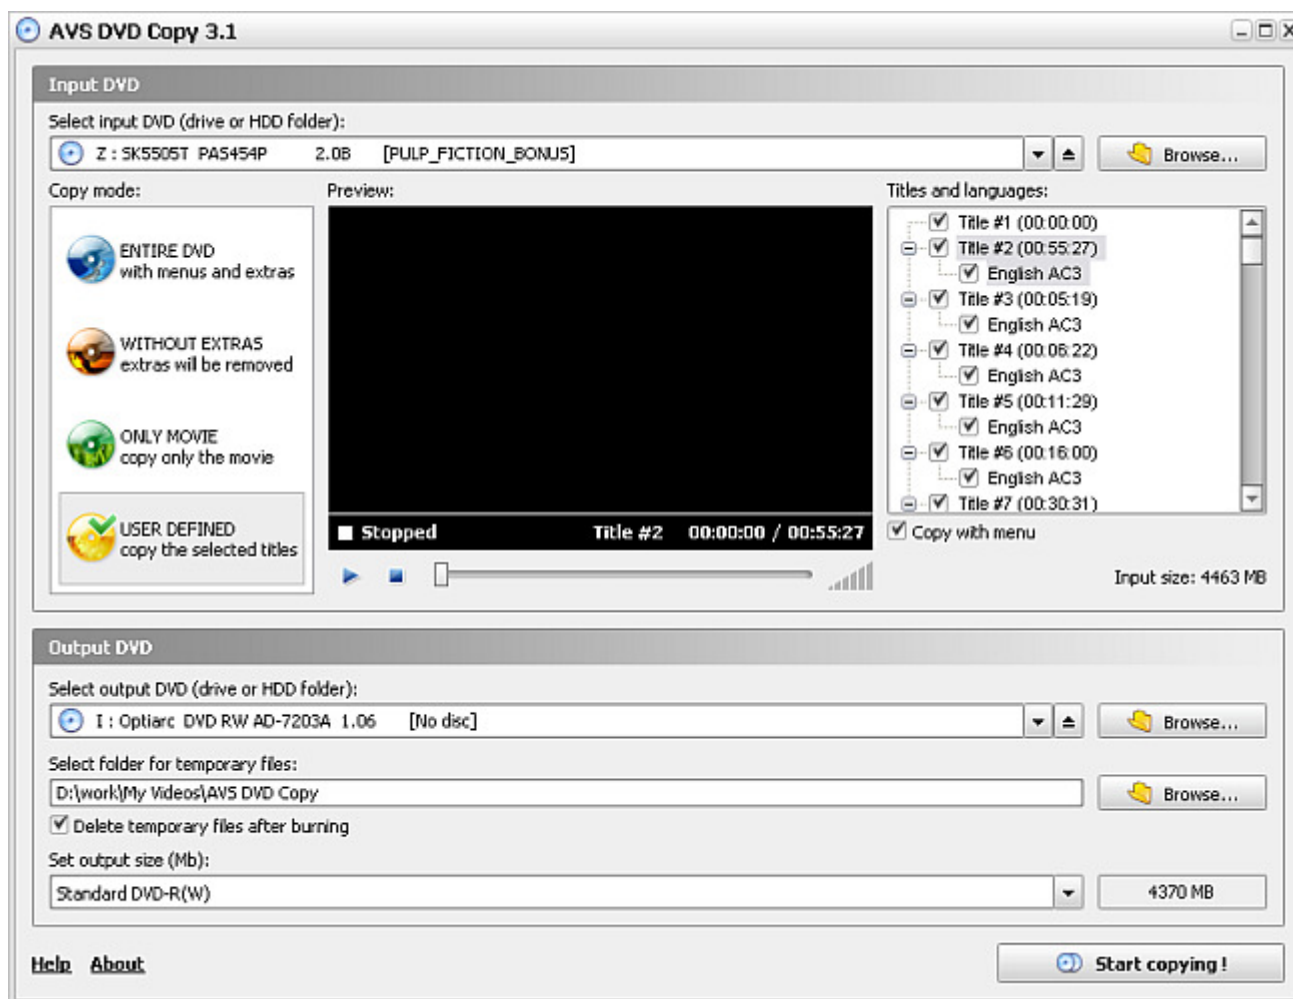 AVS DVD Copy 3.1
Input DVD
Select input DVD (drive or HDD folder):
Z : SK5505T PAS454P 2.0B [PULP_FICTION_BONUS]
Browse...
Copy mode:
Preview:
Titles and languages:
ENTIRE DVD
with menus and extras
WITHOUT EXTRAS
extras will be removed
ONLY MOVIE
copy only the movie
USER DEFINED
copy the selected titles
Stopped Title #2 00:00:00 / 00:55:27
Title #1 (00:00:00)
Title #2 (00:55:27)
English AC3
Title #3 (00:05:19)
English AC3
Title #4 (00:06:22)
English AC3
Title #5 (00:11:29)
English AC3
Title #6 (00:16:00)
English AC3
Title #7 (00:30:31)
Copy with menu
Input size: 4463 MB
Output DVD
Select output DVD (drive or HDD folder):
I : Optiarc DVD RW AD-7203A 1.06 [No disc]
Browse...
Select folder for temporary files:
D:\work\My Videos\AVS DVD Copy
Browse...
Delete temporary files after burning
Set output size (Mb):
Standard DVD-R(W)
4370 MB
Help About
Start copying !